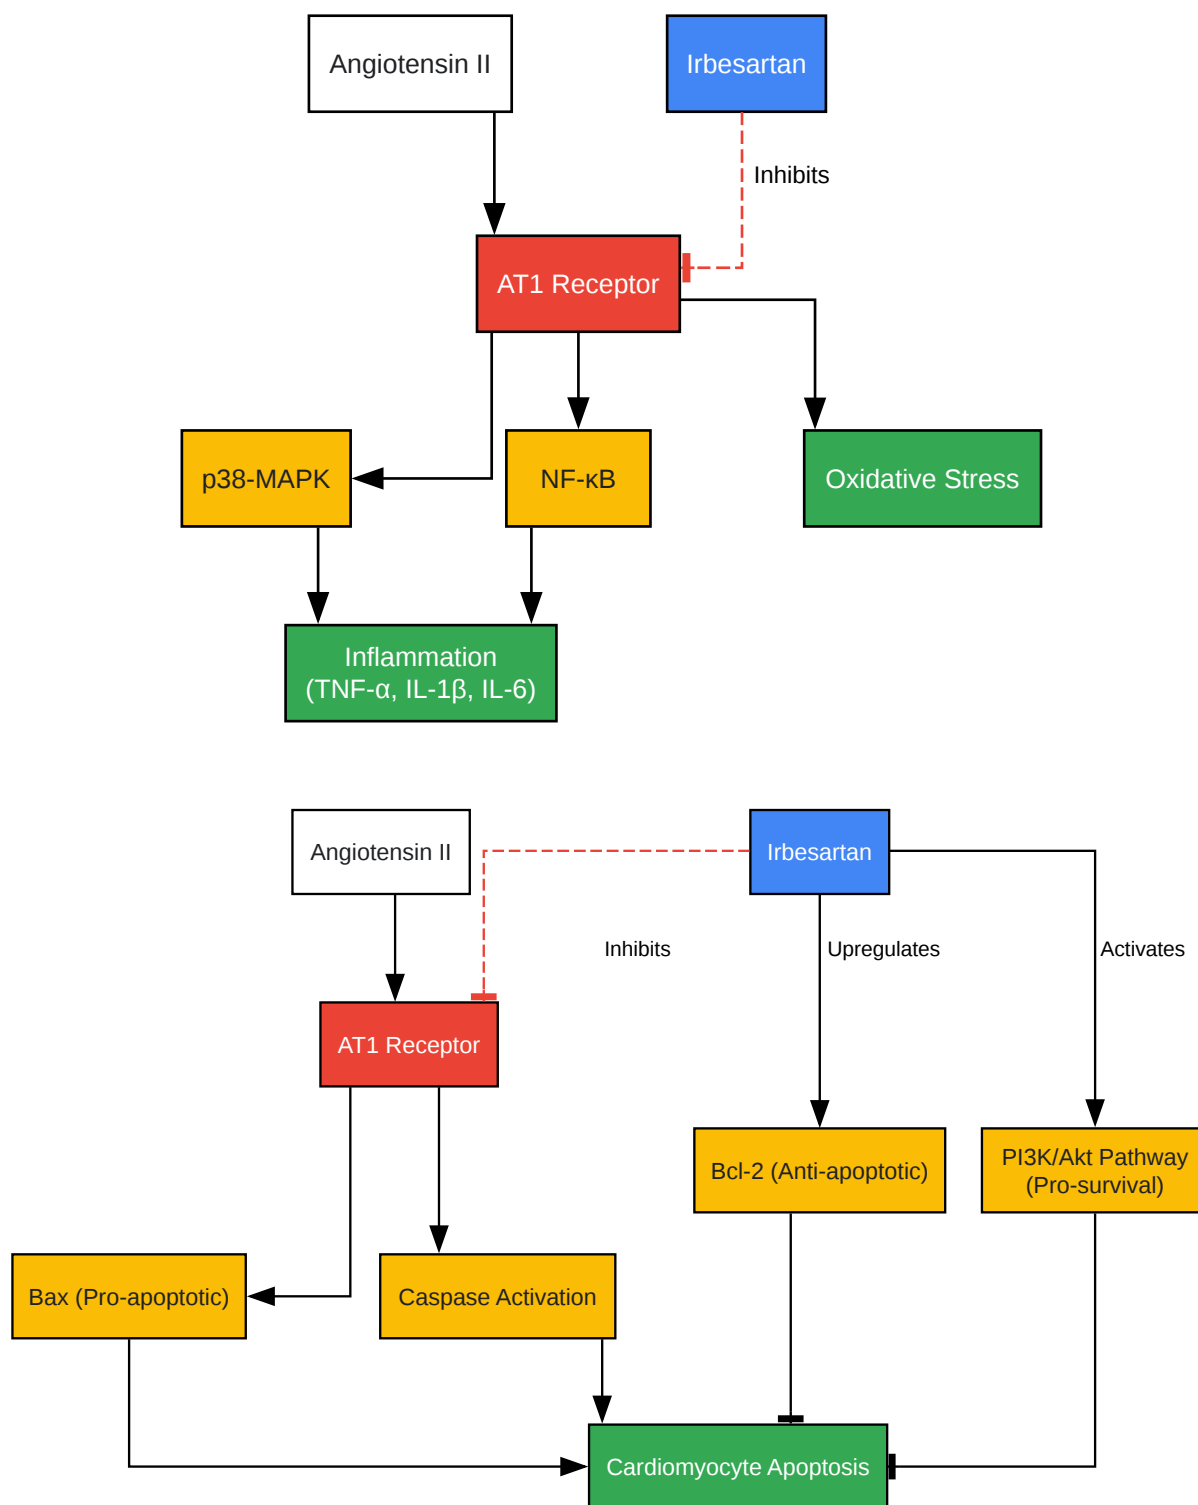 Angiotensin II
Irbesartan
Inhibits
AT1 Receptor
p38-MAPK
NF-κB
Oxidative Stress
Inflammation
(TNF-α, IL-1β, IL-6)
Angiotensin II
Irbesartan
Inhibits
Upregulates
Activates
AT1 Receptor
Bcl-2 (Anti-apoptotic)
PI3K/Akt Pathway
(Pro-survival)
Bax (Pro-apoptotic)
Caspase Activation
Cardiomyocyte Apoptosis